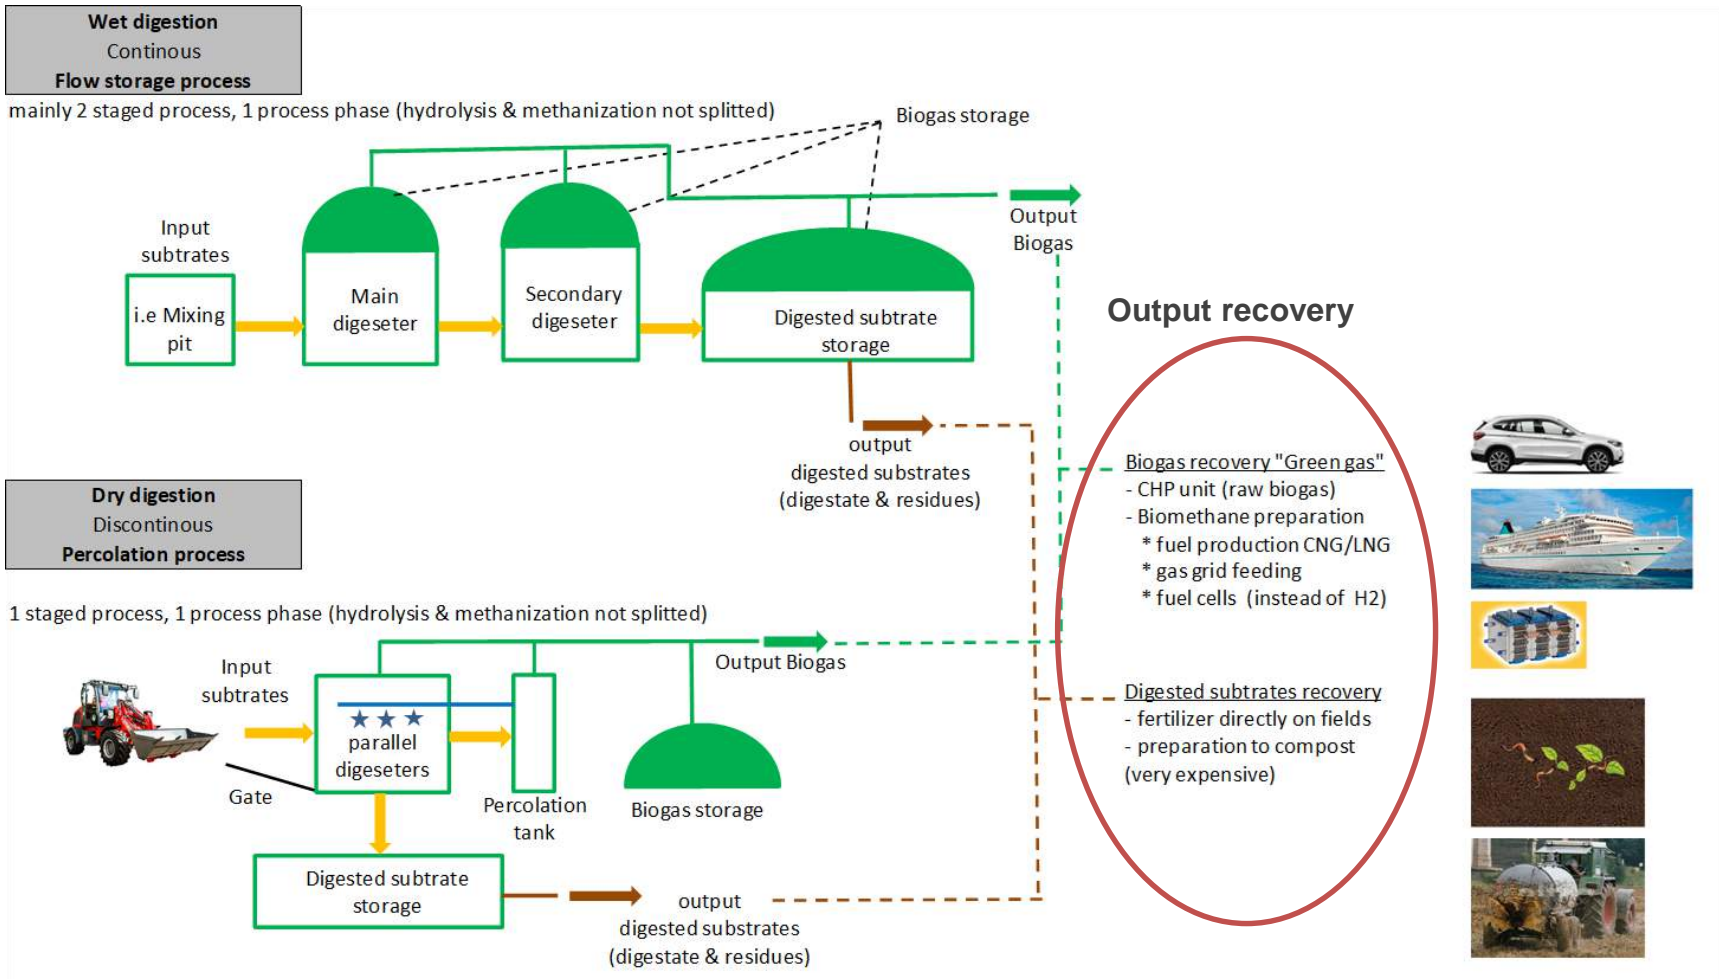 Wet digestion
Continous
Flow storage process
mainly 2 staged process, 1 process phase (hydrolysis & methanization not splitted)
Biogas storage
Input
subtrates
i.e Mixing
pit
Main
digeseter
Secondary
digeseter
Digested subtrate
storage
Output
Biogas
output
digested substrates
(digestate & residues)
Output recovery
Biogas recovery "Green gas"
- CHP unit (raw biogas)
- Biomethane preparation
* fuel production CNG/LNG
* gas grid feeding
* fuel cells (instead of H2)
Digested subtrates recovery
- fertilizer directly on fields
- preparation to compost
(very expensive)
Dry digestion
Discontinous
Percolation process
1 staged process, 1 process phase (hydrolysis & methanization not splitted)
Input
subtrates
Gate
parallel
digeseters
Percolation
tank
Output Biogas
Biogas storage
Digested subtrate
storage
output
digested substrates
(digestate & residues)